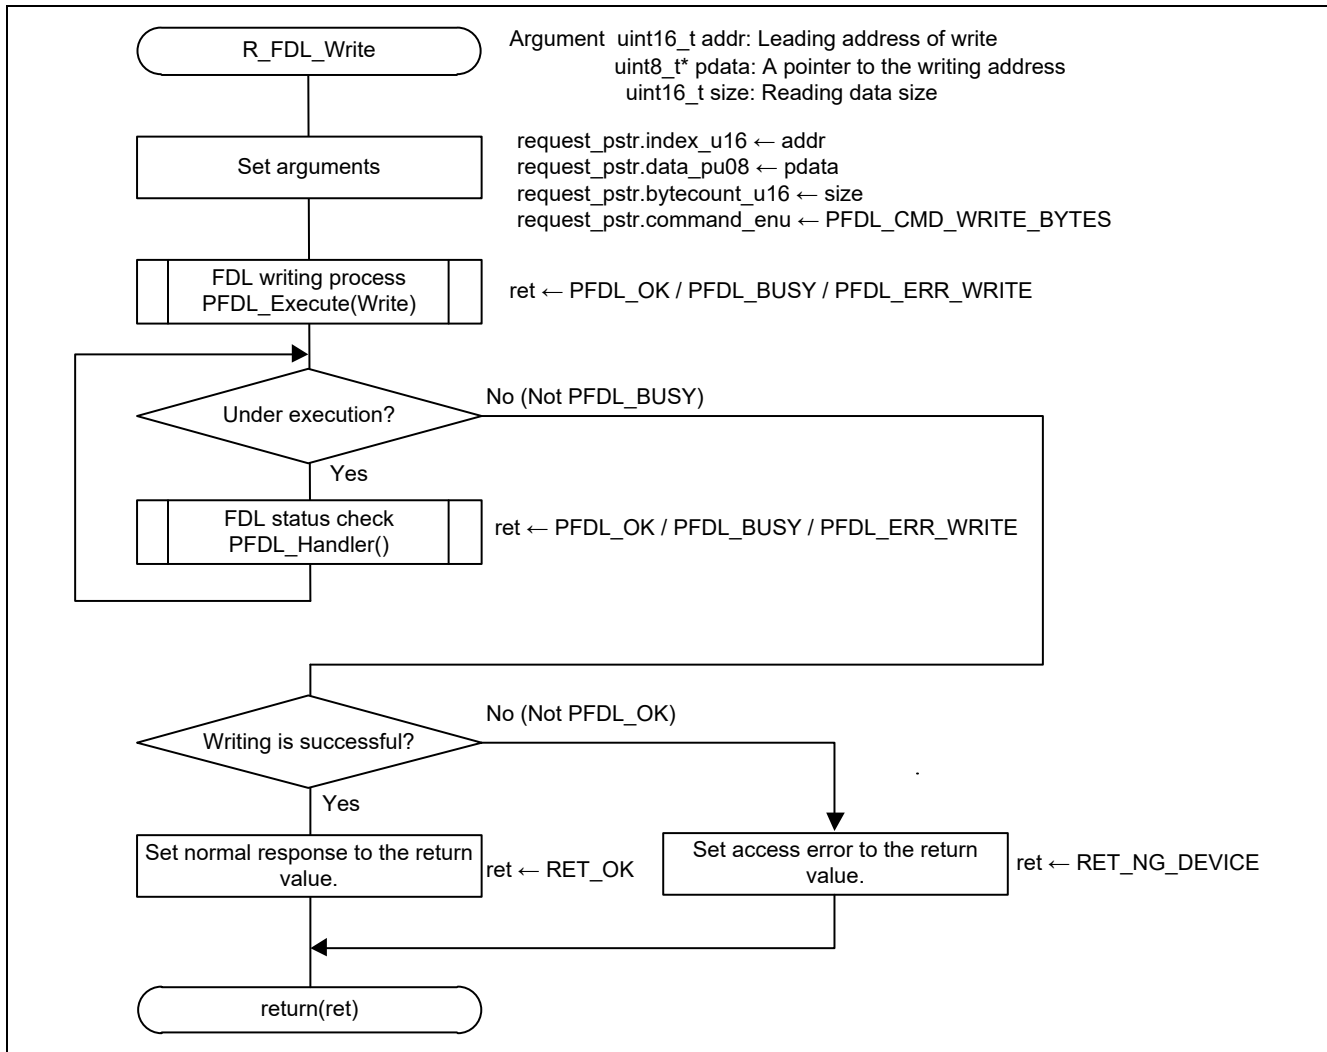 R_FDL_Write
Argument uint16_t addr: Leading address of write
uint8_t* pdata: A pointer to the writing address
uint16_t size: Reading data size
Set arguments
request_pstr.index_u16 ← addr
request_pstr.data_pu08 ← pdata
request_pstr.bytecount_u16 ← size
request_pstr.command_enu ← PFDL_CMD_WRITE_BYTES
FDL writing process
PFDL_Execute(Write)
ret ← PFDL_OK / PFDL_BUSY / PFDL_ERR_WRITE
Under execution?
No (Not PFDL_BUSY)
Yes
FDL status check
PFDL_Handler()
ret ← PFDL_OK / PFDL_BUSY / PFDL_ERR_WRITE
Writing is successful?
No (Not PFDL_OK)
Yes
Set normal response to the return
value.
ret ← RET_OK
Set access error to the return
value.
ret ← RET_NG_DEVICE
return(ret)